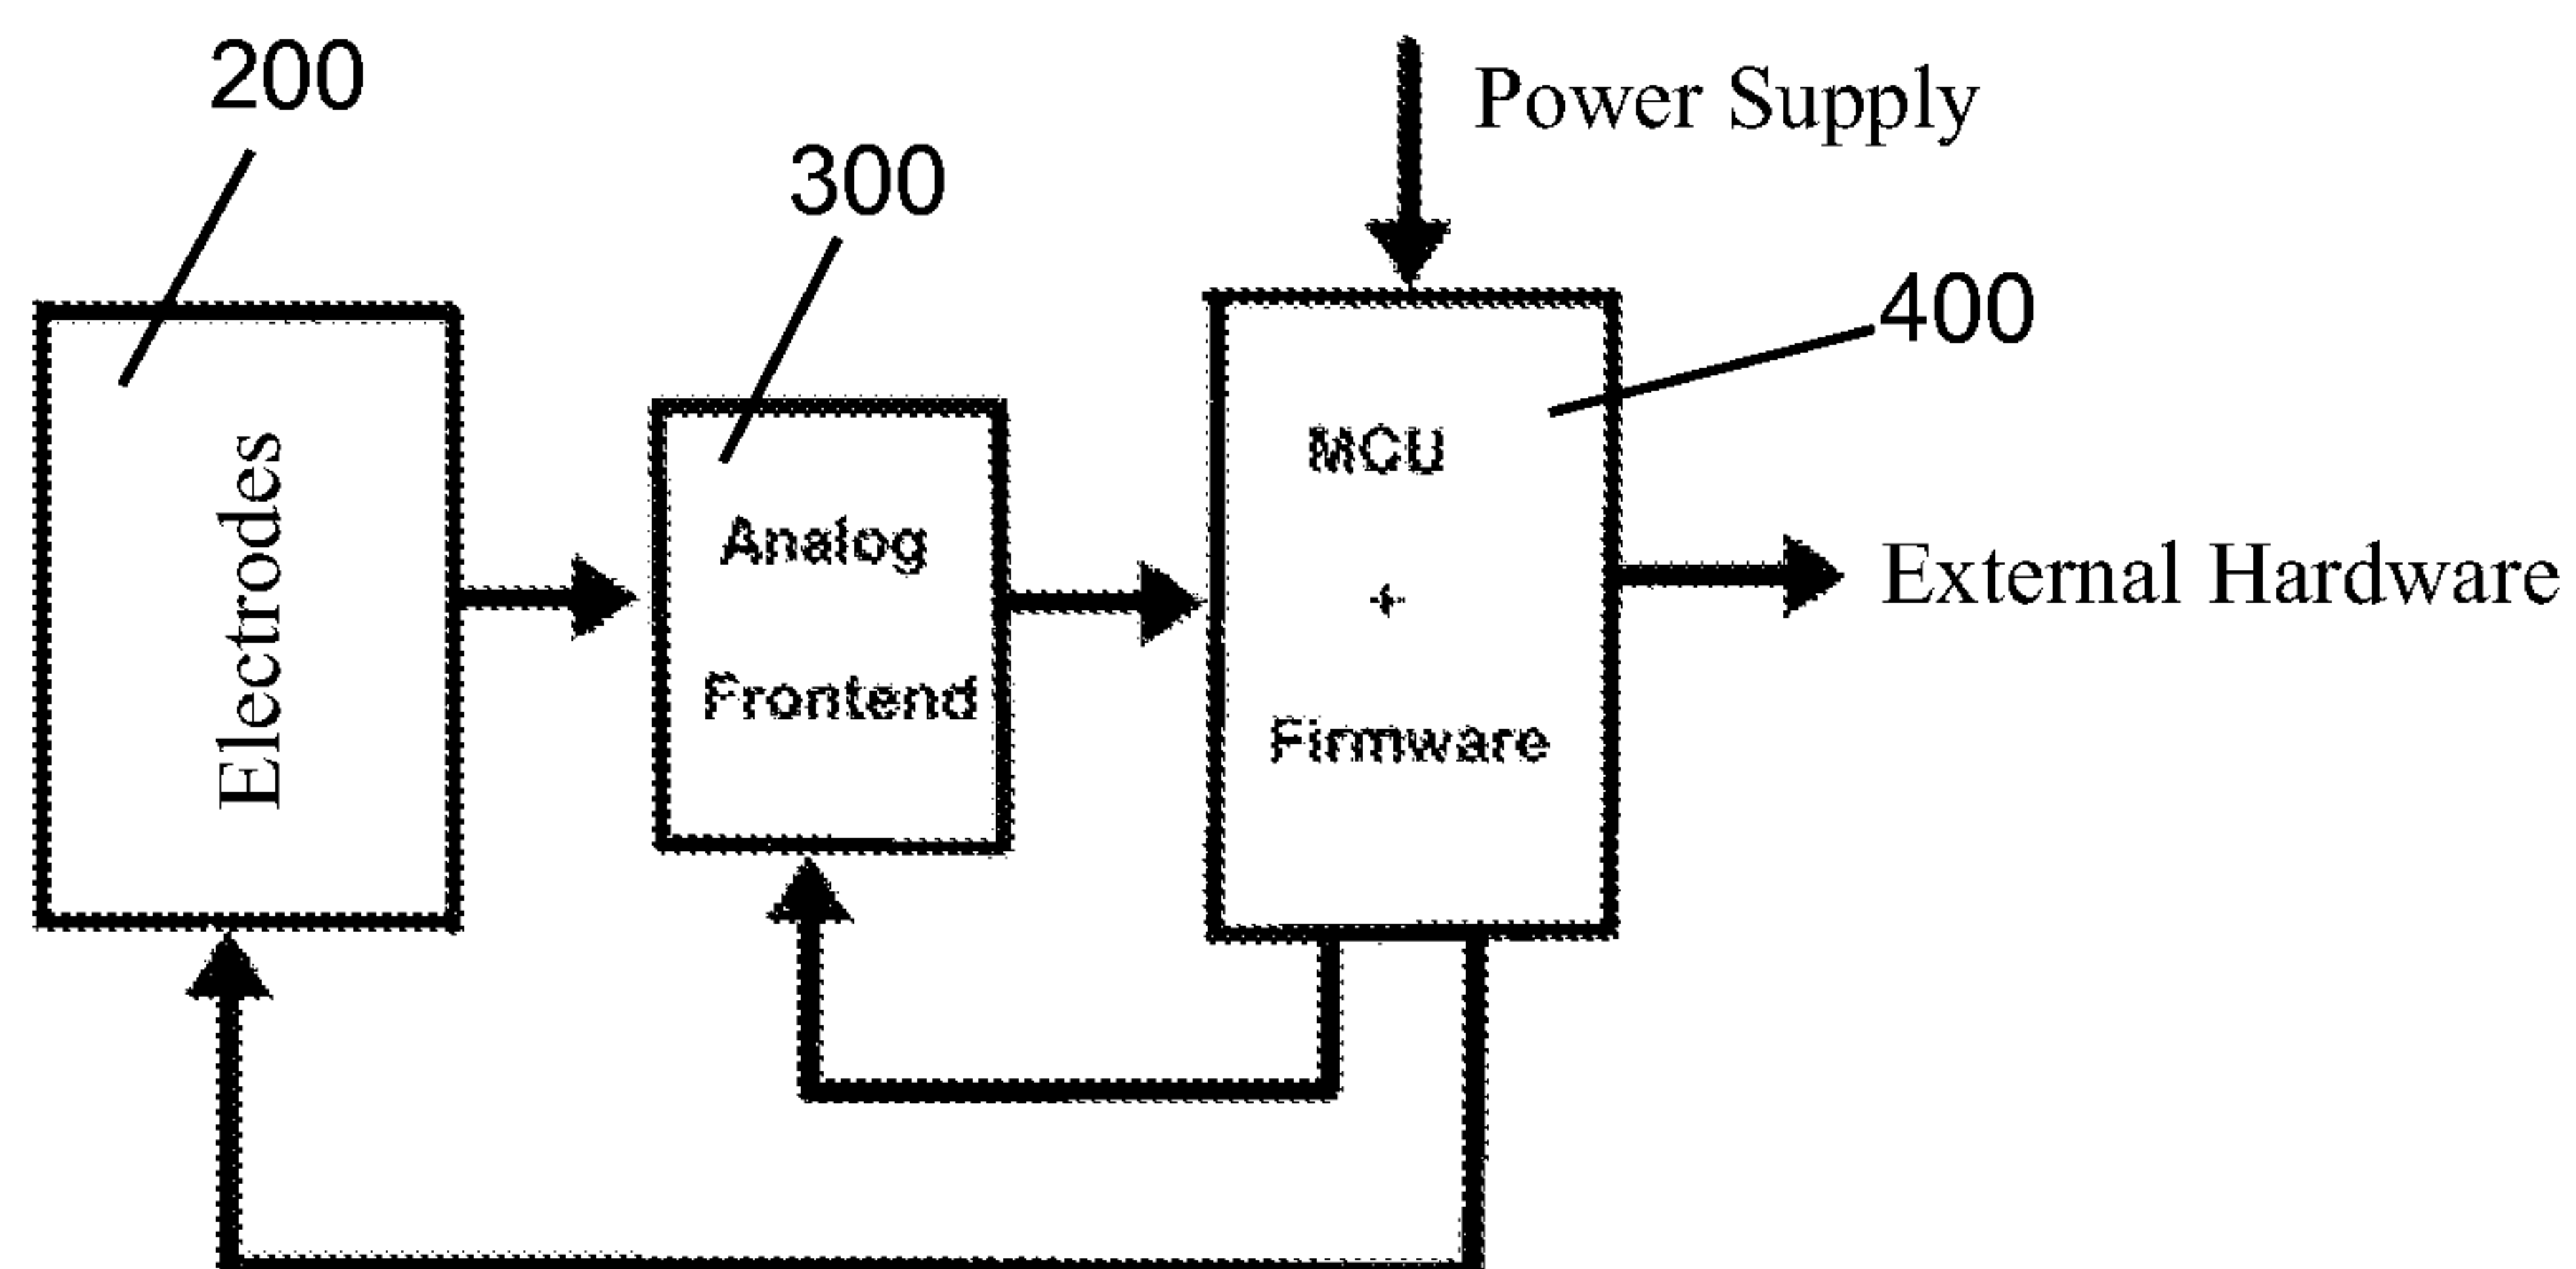 200
Power Supply
300
400
Electrodes
Analog
Frontend
MCU
+
Firmware
External Hardware